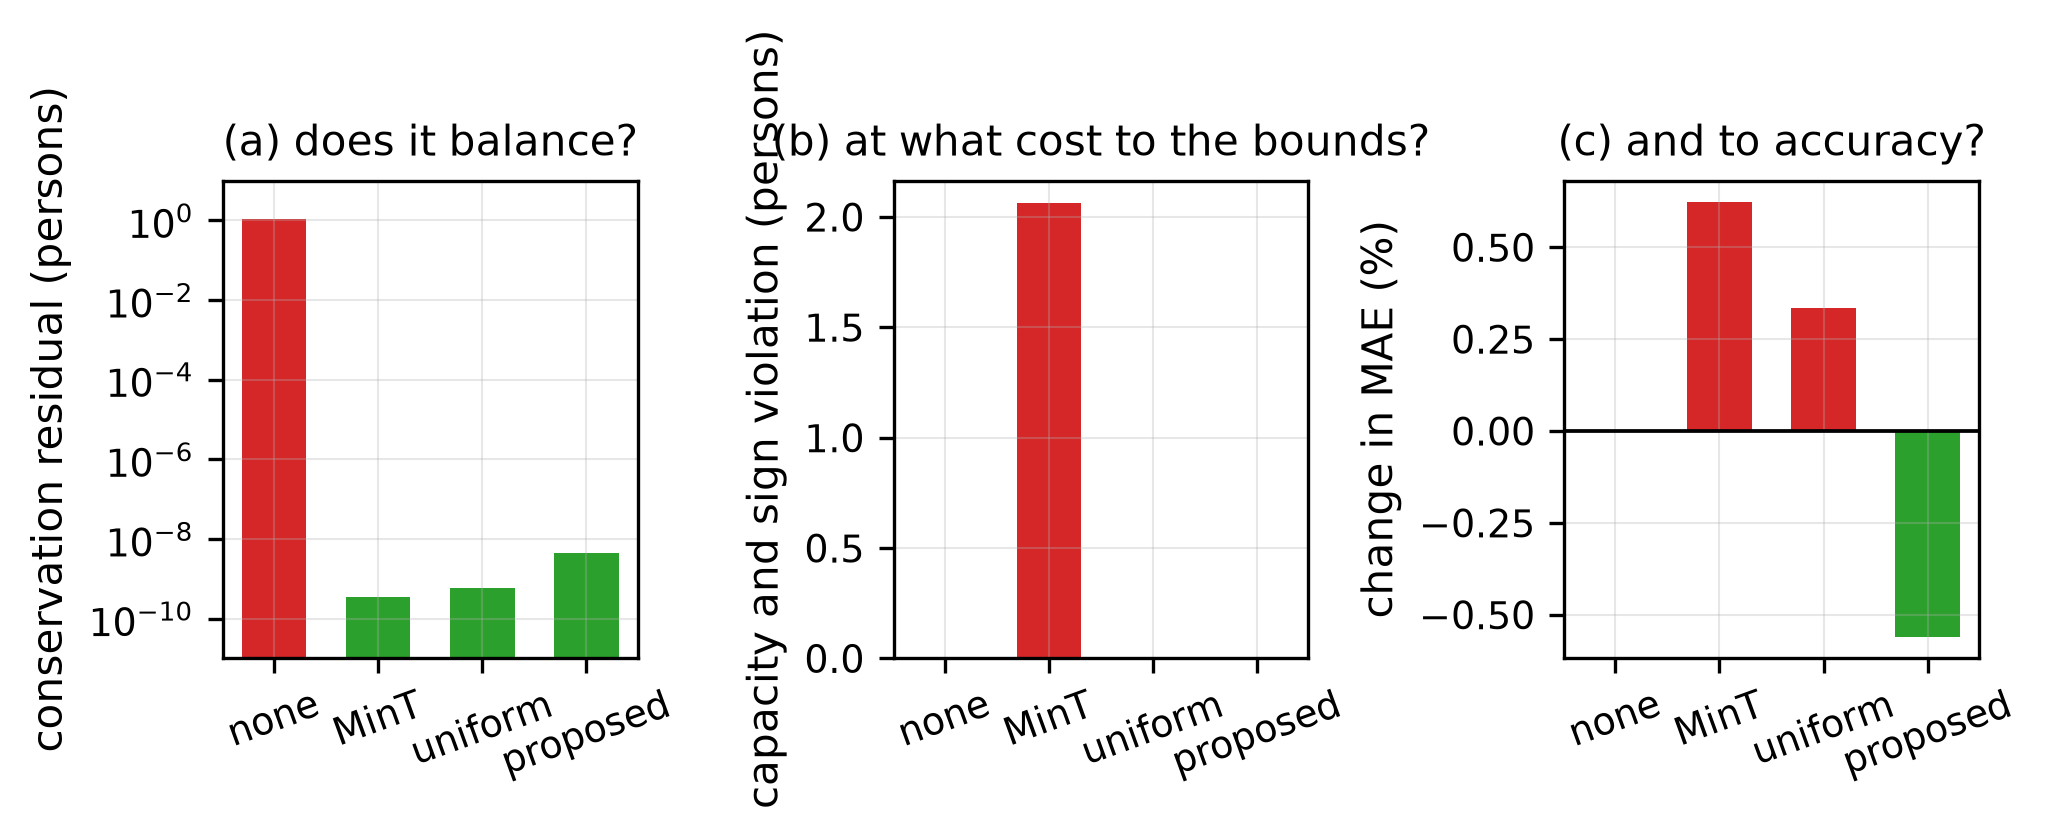 (a) does it balance?
conservation residual (persons)
10⁰
10⁻²
10⁻⁴
10⁻⁶
10⁻⁸
10⁻¹⁰
none
MinT
uniform
proposed
(b) at what cost to the bounds?
capacity and sign violation (persons)
2.0
1.5
1.0
0.5
0.0
none
MinT
uniform
proposed
(c) and to accuracy?
change in MAE (%)
0.50
0.25
0.00
−0.25
−0.50
none
MinT
uniform
proposed